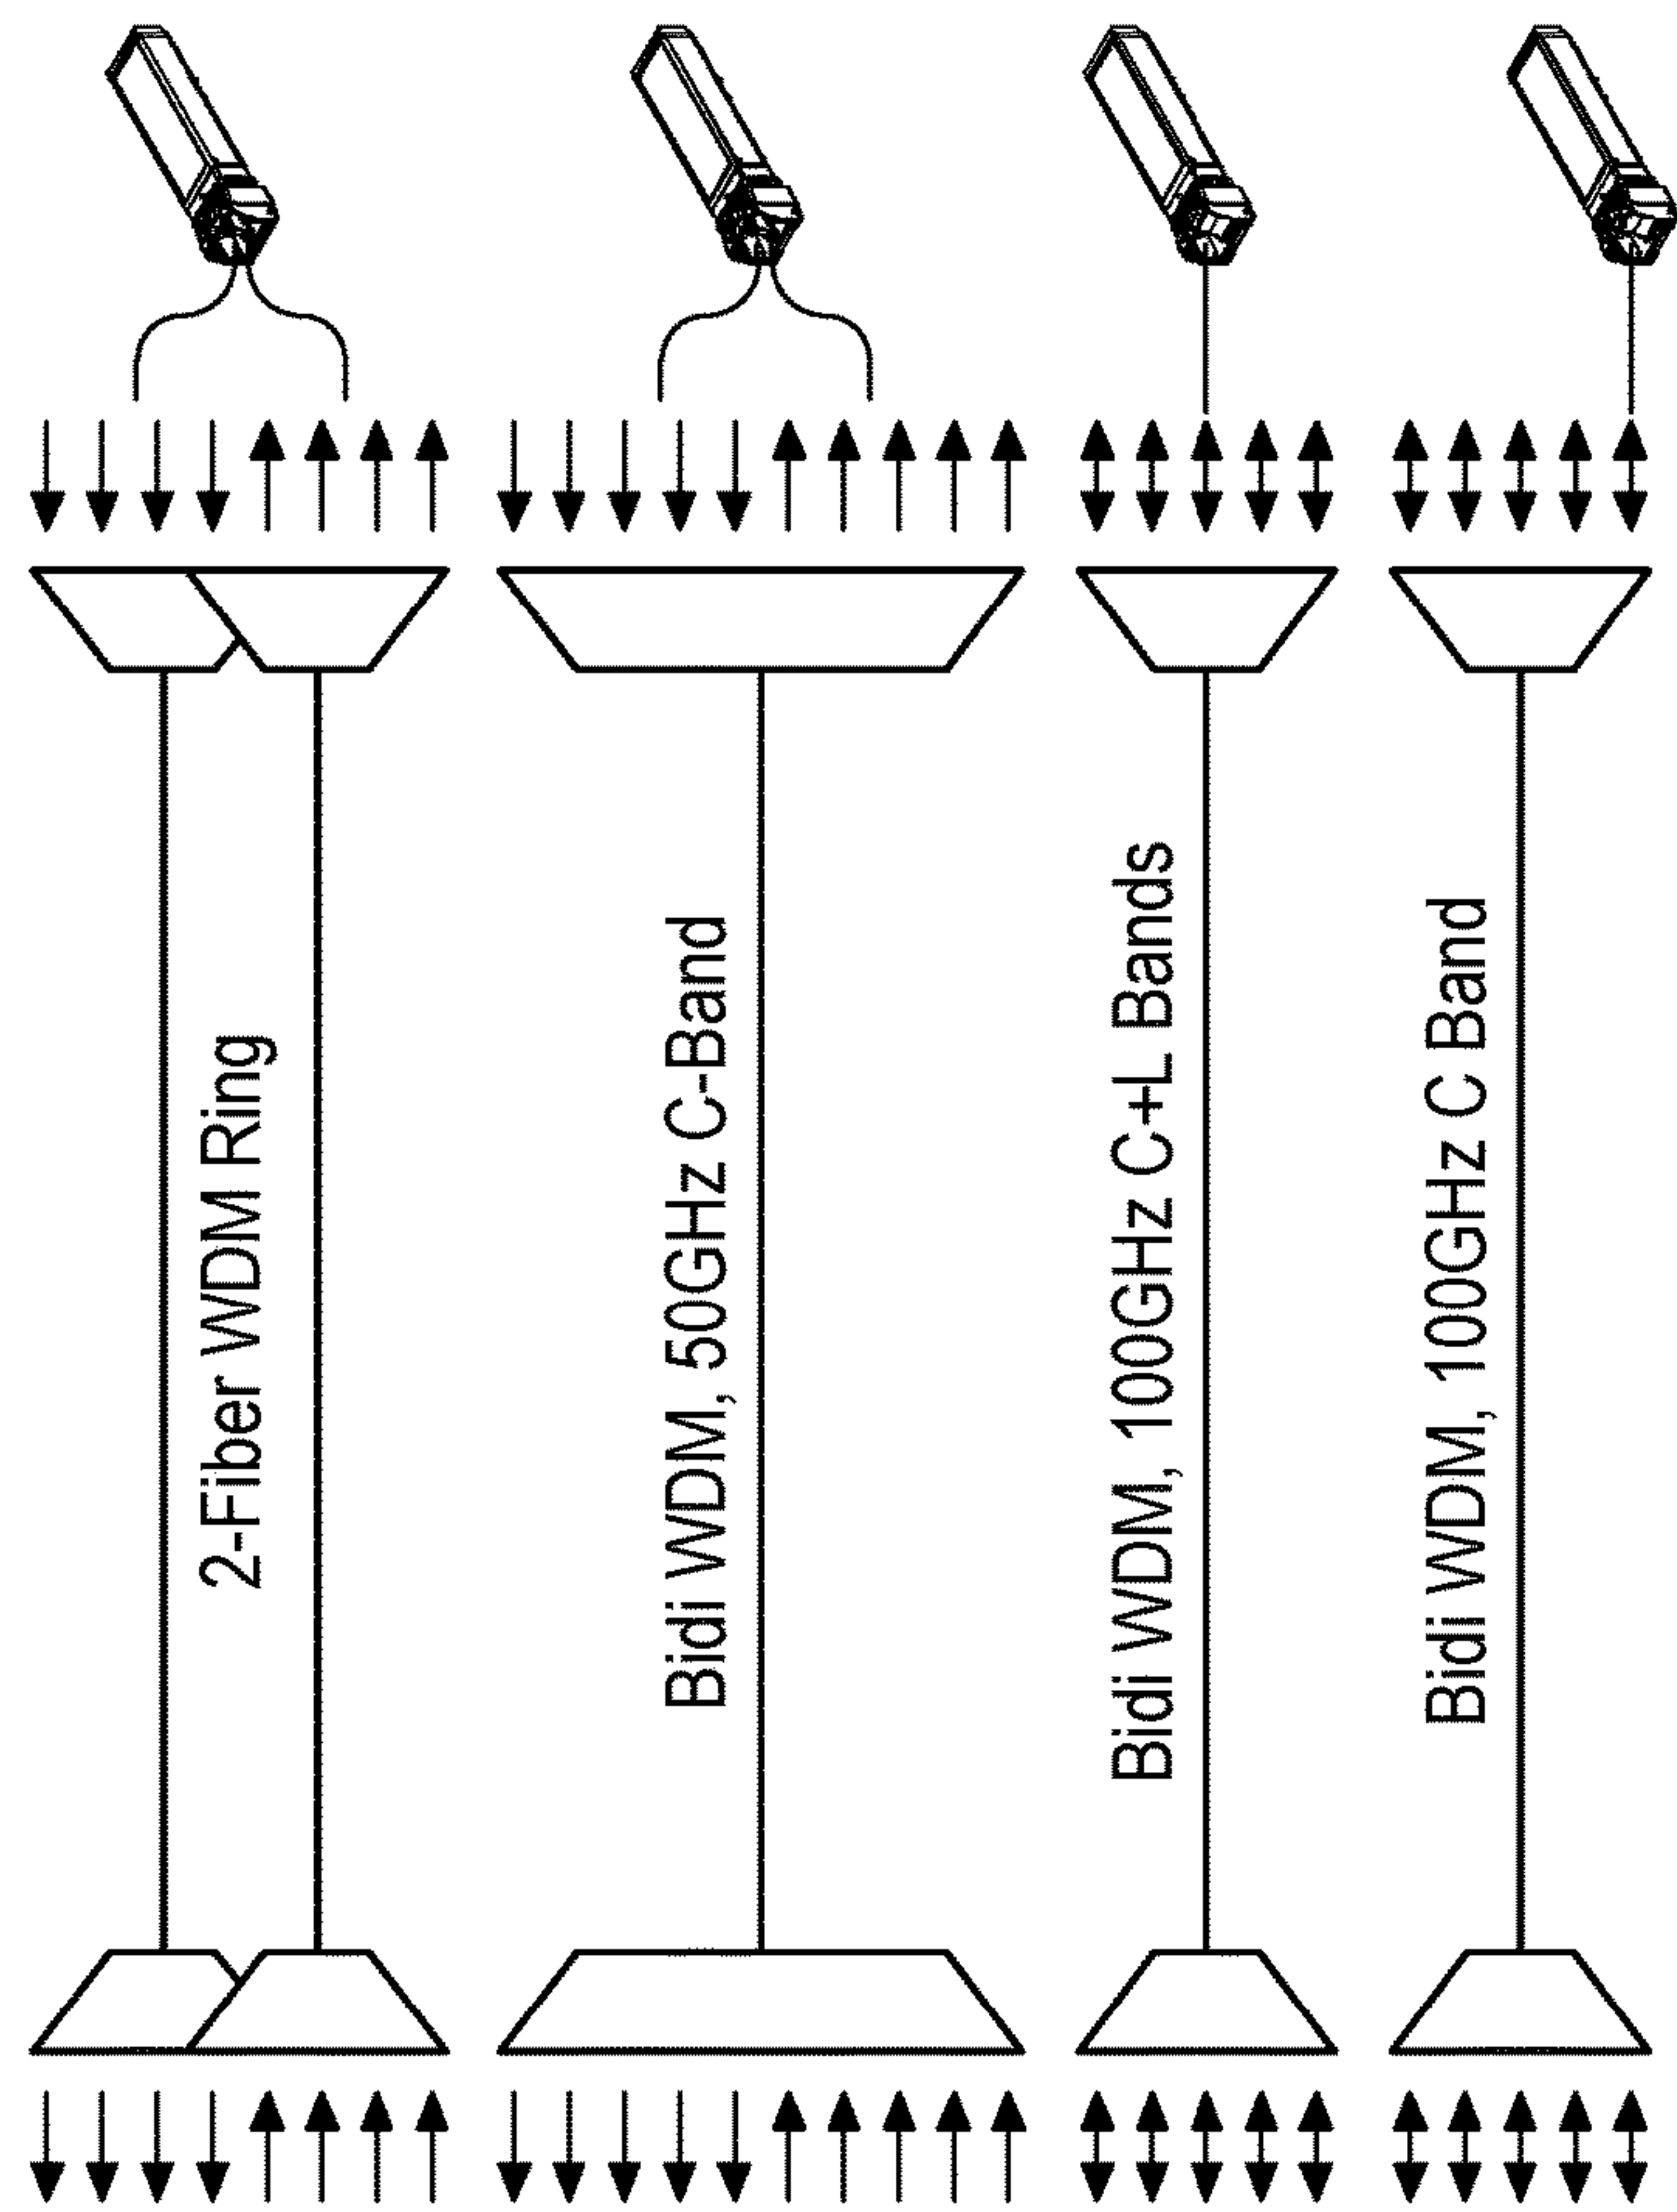 2-Fiber WDM Ring
Bidi WDM, 50GHz C-Band
Bidi WDM, 100GHz C+L Bands
Bidi WDM, 100GHz C Band